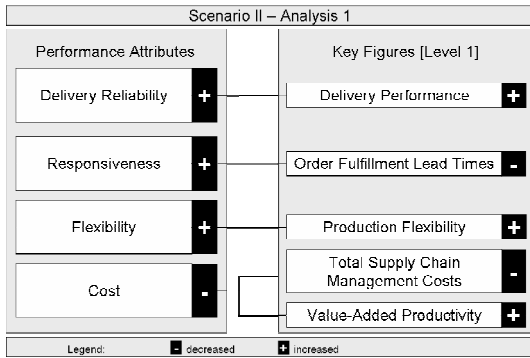 Scenario II – Analysis 1
Performance Attributes
Key Figures [Level 1]
Delivery Reliability +
Delivery Performance +
Responsiveness +
Order Fulfillment Lead Times -
Flexibility +
Production Flexibility +
Cost -
Total Supply Chain
Management Costs -
Value-Added Productivity +
Legend: - decreased + increased